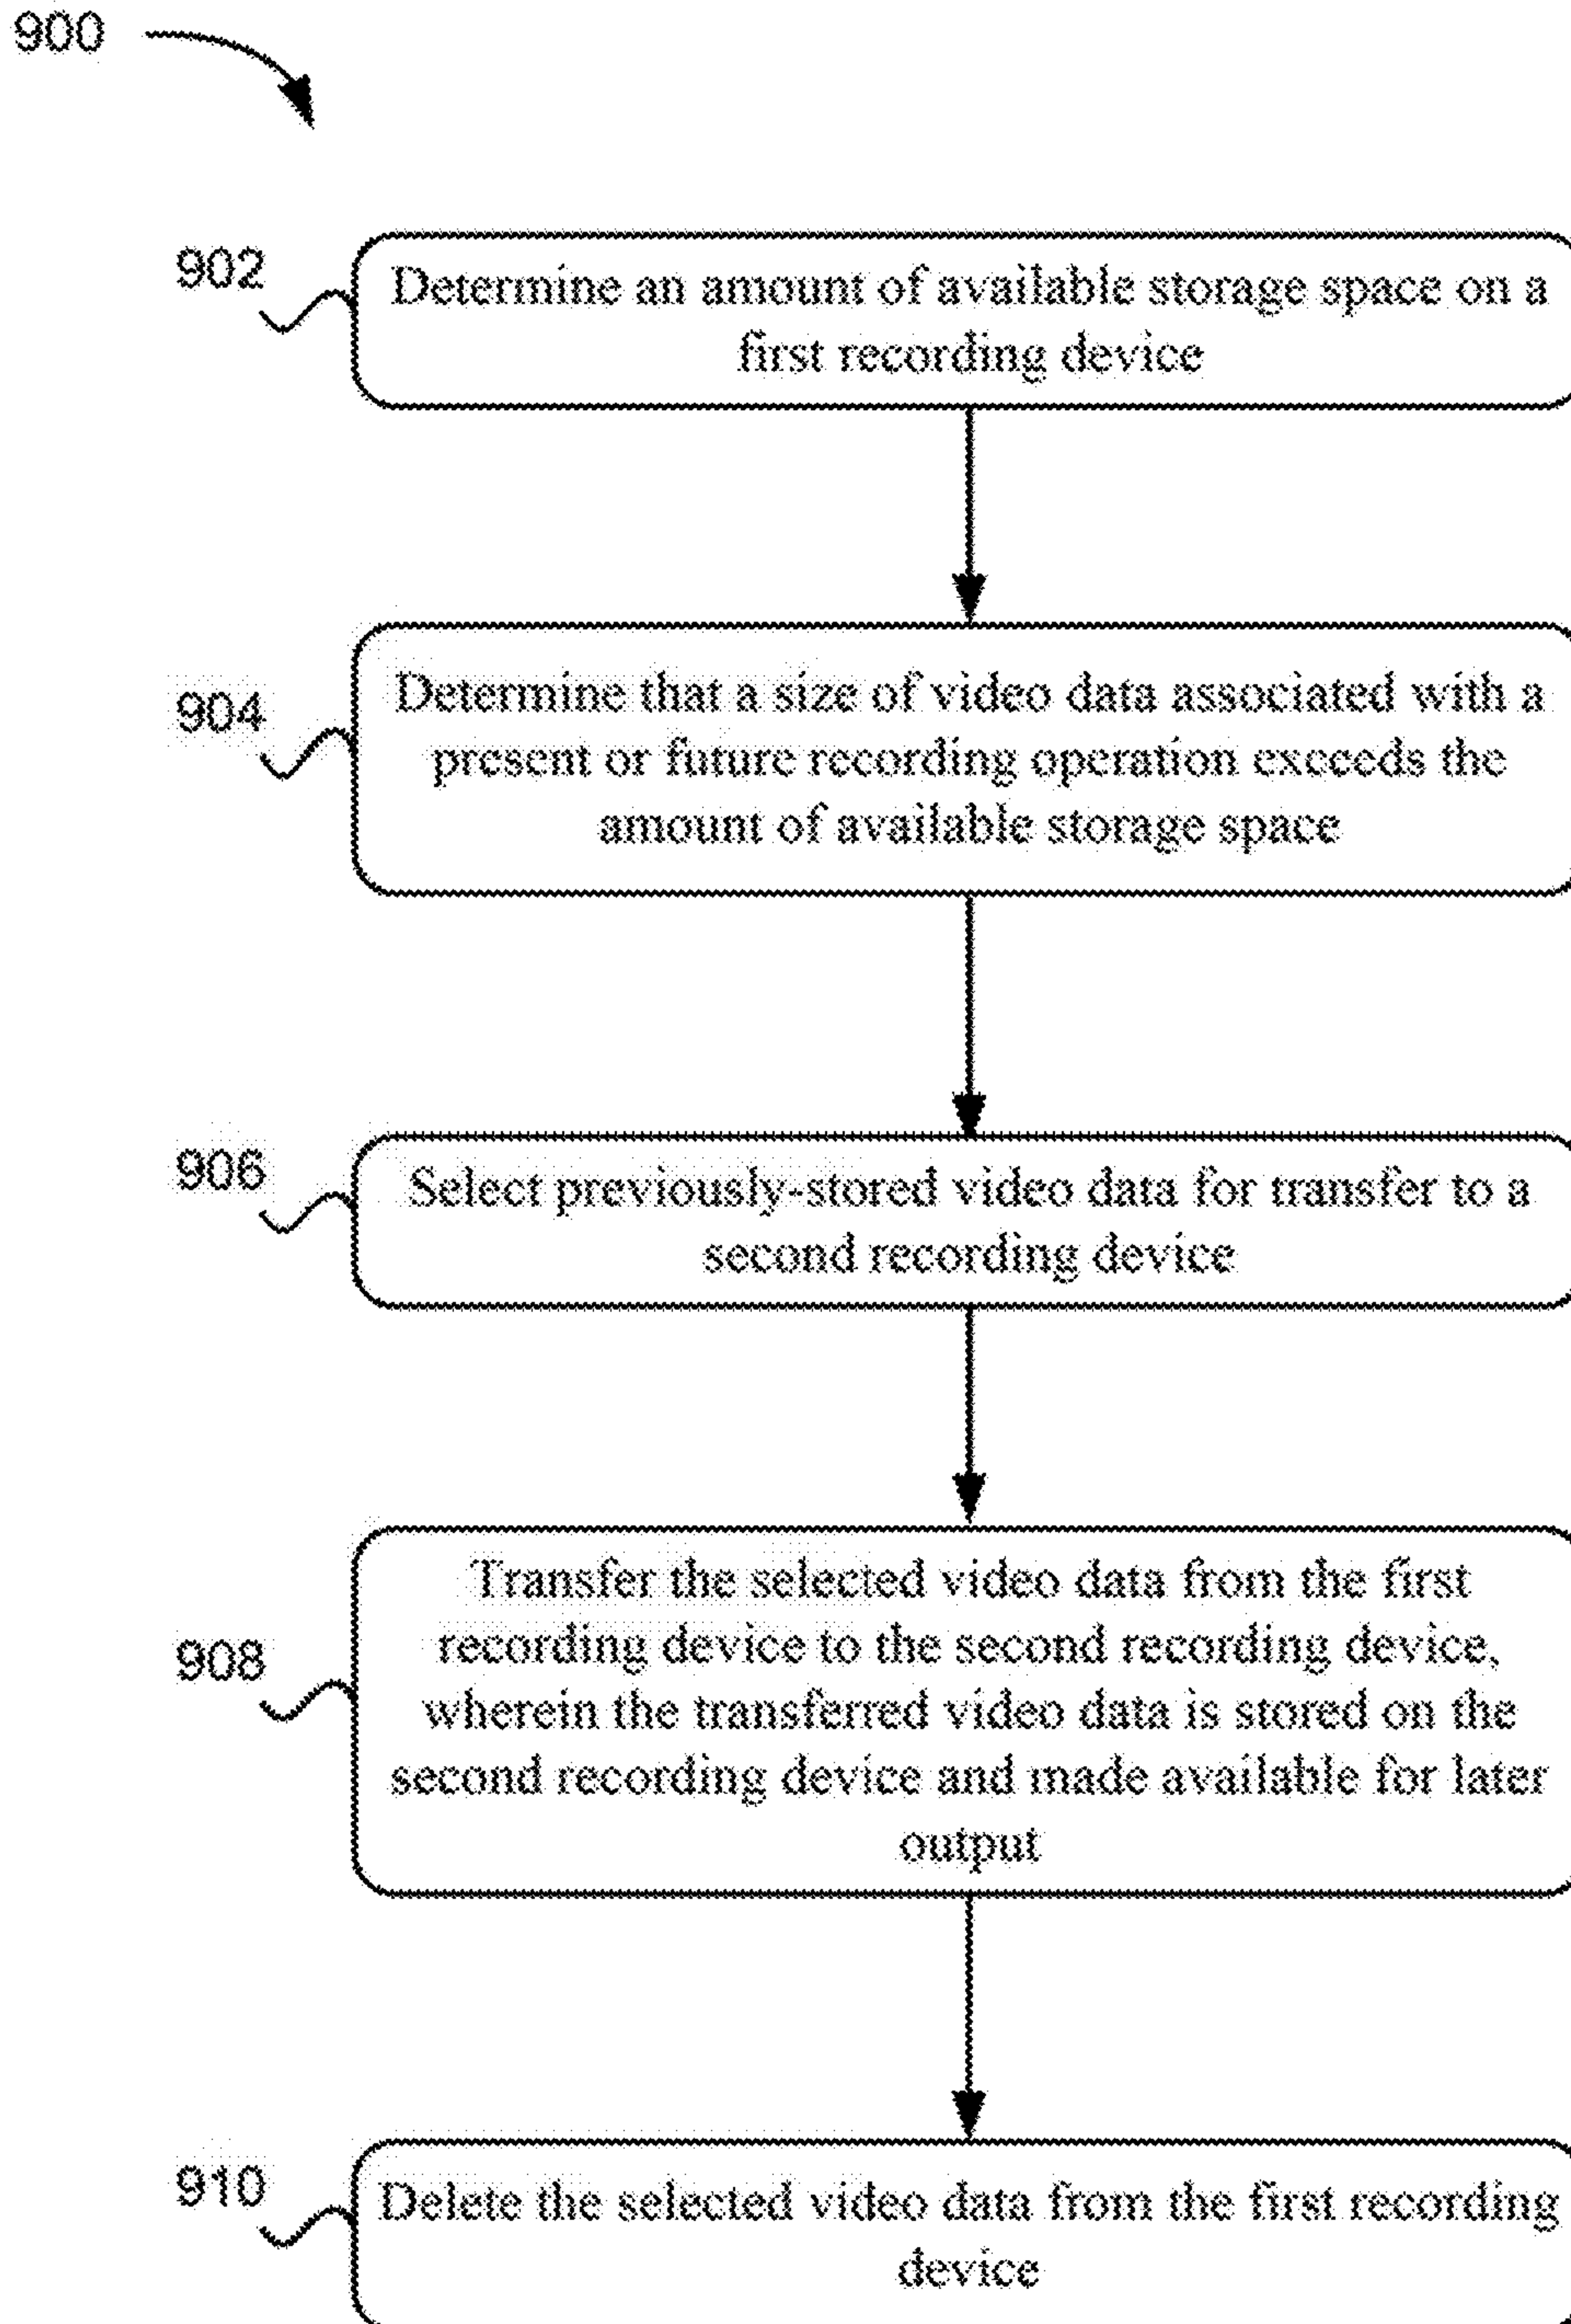 900
902
Determine an amount of available storage space on a
first recording device
904
Determine that a size of video data associated with a
present or future recording operation exceeds the
amount of available storage space
906
Select previously-stored video data for transfer to a
second recording device
908
Transfer the selected video data from the first
recording device to the second recording device,
wherein the transferred video data is stored on the
second recording device and made available for later
output
910
Delete the selected video data from the first recording
device